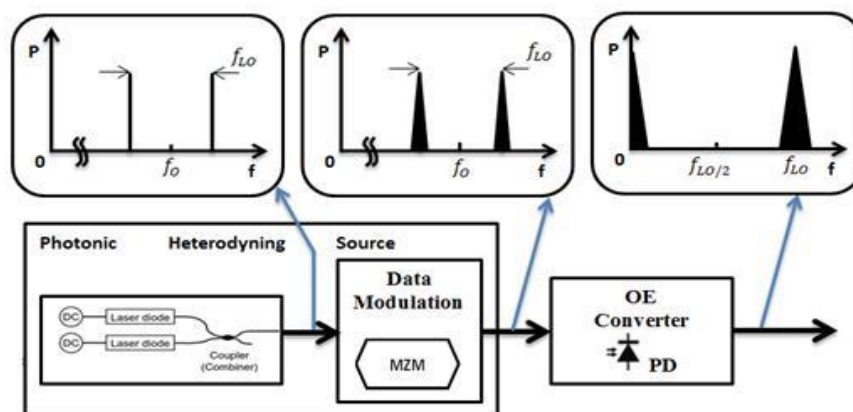 P
f_LO
0
f_O
f
P
f_LO
0
f_O
f
P
0
f_LO/2
f_LO
f
Photonic Heterodyning Source
DC
Laser diode
DC
Laser diode
Coupler
(Combiner)
Data
Modulation
MZM
OE
Converter
PD